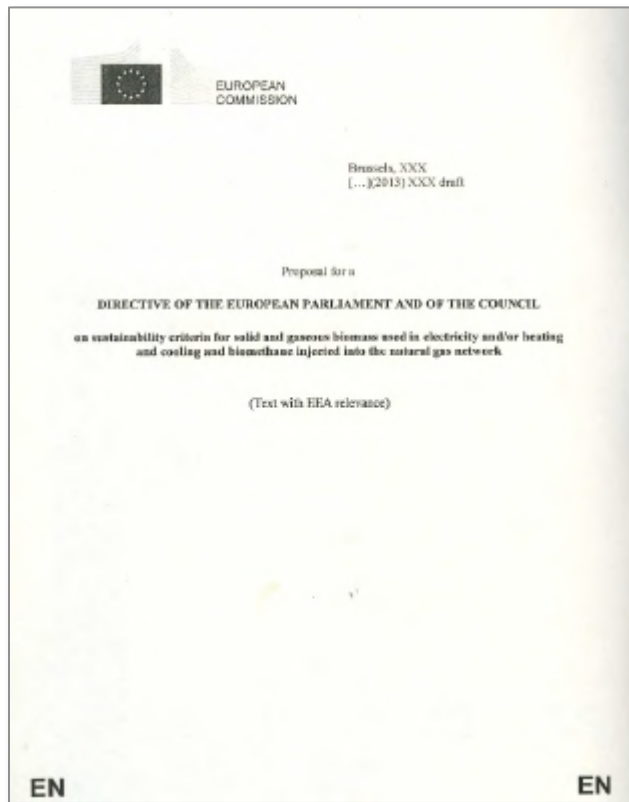 EUROPEAN
COMMISSION
Brussels, XXX
[…](2013) XXX draft
Proposal for a
DIRECTIVE OF THE EUROPEAN PARLIAMENT AND OF THE COUNCIL
on sustainability criteria for solid and gaseous biomass used in electricity and/or heating
and cooling and biomethane injected into the natural gas network
(Text with EEA relevance)
EN
EN